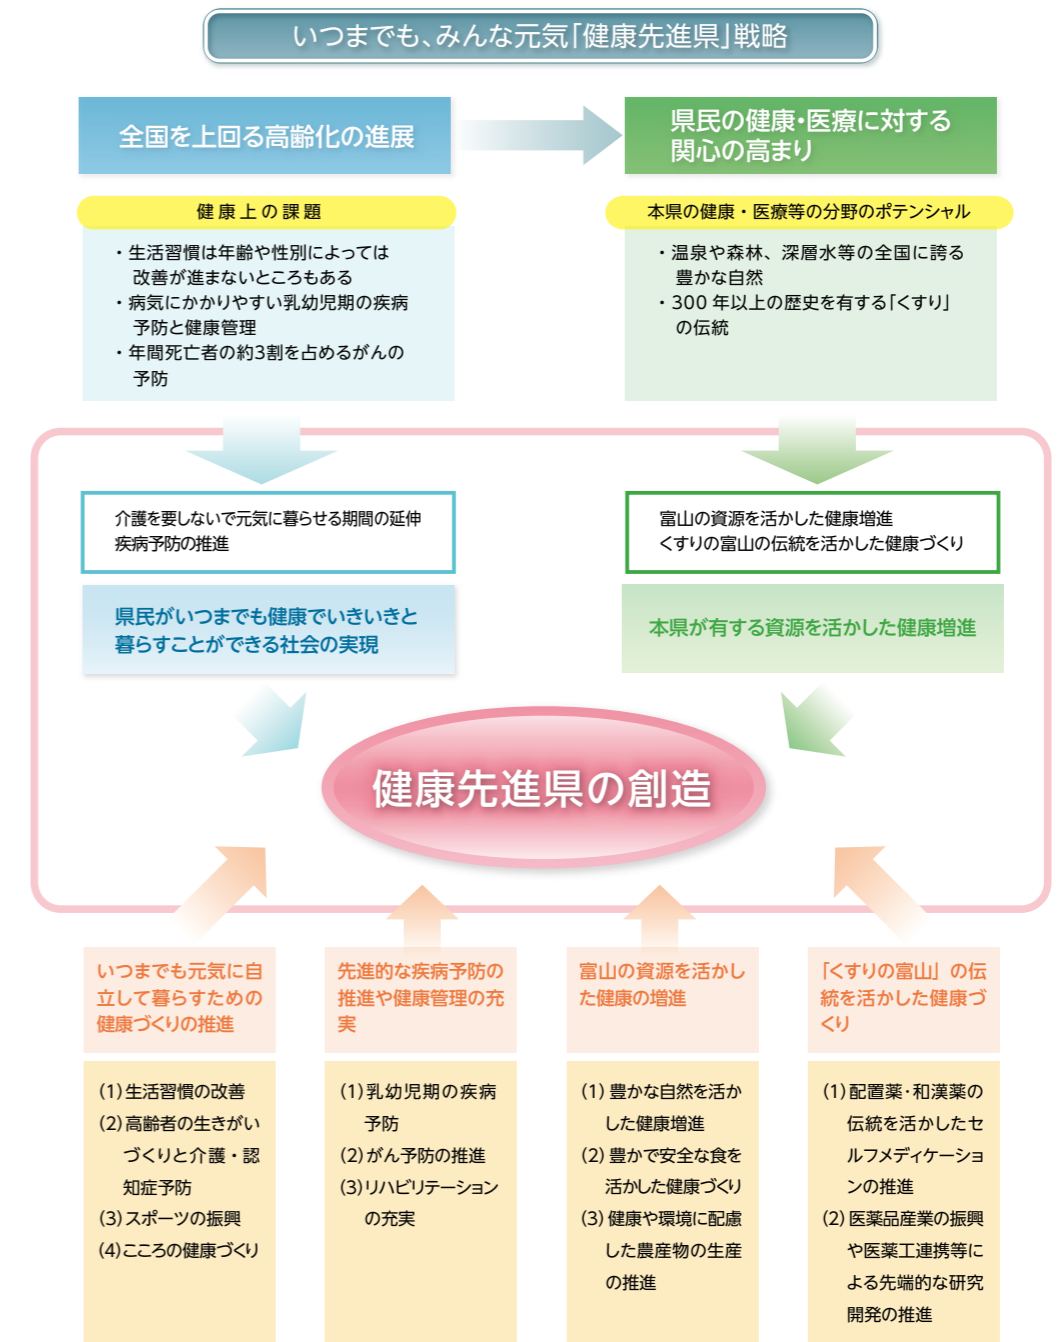 いつまでも、みんな元気「健康先進県」戦略
全国を上回る高齢化の進展
県民の健康・医療に対する
関心の高まり
健康上の課題
・生活習慣は年齢や性別によっては
改善が進まないところもある
・病気にかかりやすい乳幼児期の疾病
予防と健康管理
・年間死亡者の約3割を占めるがんの
予防
本県の健康・医療等の分野のポテンシャル
・温泉や森林、深層水等の全国に誇る
豊かな自然
・300年以上の歴史を有する「くすり」
の伝統
介護を要しないで元気に暮らせる期間の延伸
疾病予防の推進
富山の資源を活かした健康増進
くすりの富山の伝統を活かした健康づくり
県民がいつまでも健康でいきいきと
暮らすことができる社会の実現
本県が有する資源を活かした健康増進
健康先進県の創造
いつまでも元気に自
立して暮らすための
健康づくりの推進
(1)生活習慣の改善
(2)高齢者の生きがい
づくりと介護・認
知症予防
(3)スポーツの振興
(4)こころの健康づくり
先進的な疾病予防の
推進や健康管理の充
実
(1)乳幼児期の疾病
予防
(2)がん予防の推進
(3)リハビリテーション
の充実
富山の資源を活かし
た健康の増進
(1)豊かな自然を活か
した健康増進
(2)豊かで安全な食を
活かした健康づくり
(3)健康や環境に配慮
した農産物の生産
の推進
「くすりの富山」の伝
統を活かした健康づ
くり
(1)配置薬・和漢薬の
伝統を活かしたセ
ルフメディケーショ
ンの推進
(2)医薬品産業の振興
や医薬工連携等に
よる先端的な研究
開発の推進